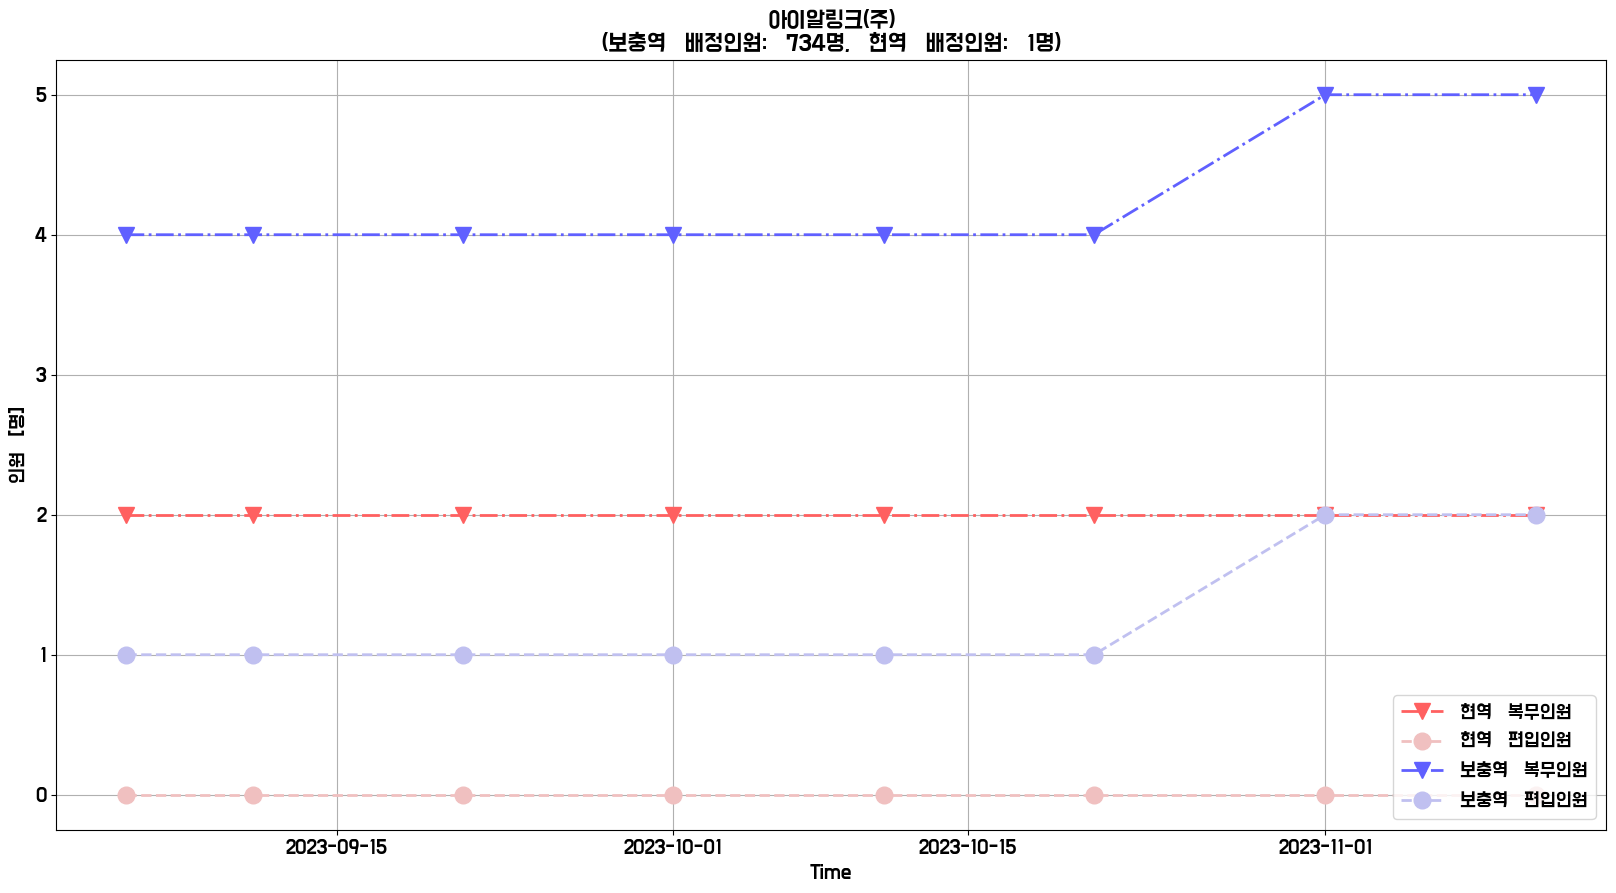 아이알링크(주)
(보충역 배정인원: 734명, 현역 배정인원: 1명)
5
4
3
2
1
0
인원 [명]
현역 복무인원
현역 편입인원
보충역 복무인원
보충역 편입인원
2023-09-15
2023-10-01
2023-10-15
2023-11-01
Time